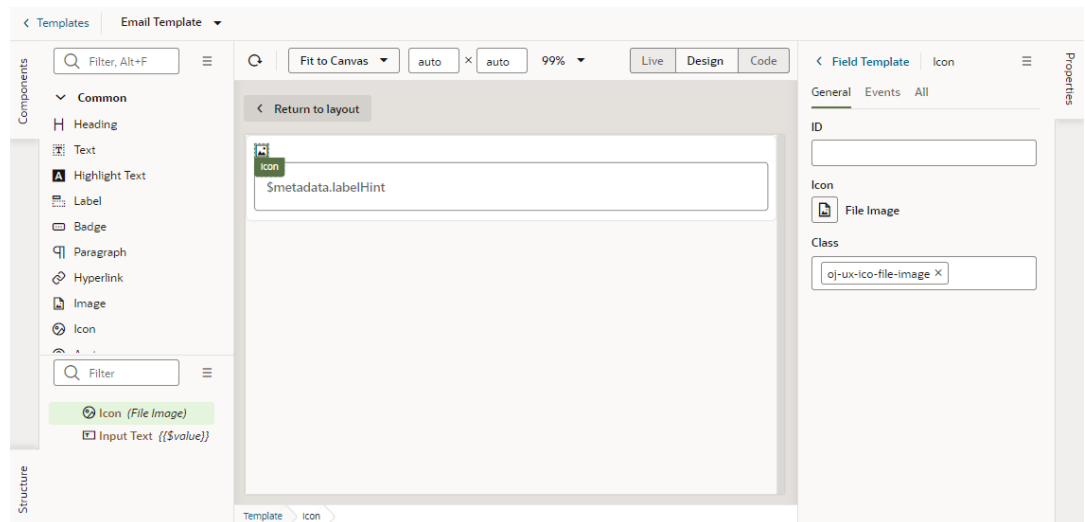 Templates
Email Template
Components
Filter, Alt+F
Common
Heading
Text
A Highlight Text
Label
Badge
Paragraph
Hyperlink
Image
Icon
Filter
Icon (File Image)
Input Text {{$value}}
Structure
Fit to Canvas
auto × auto
99%
Live Design Code
Return to layout
Icon
$metadata.labelHint
Template Icon
Field Template Icon
General Events All
ID
Icon
File Image
Class
oj-ux-ico-file-image ×
Properties